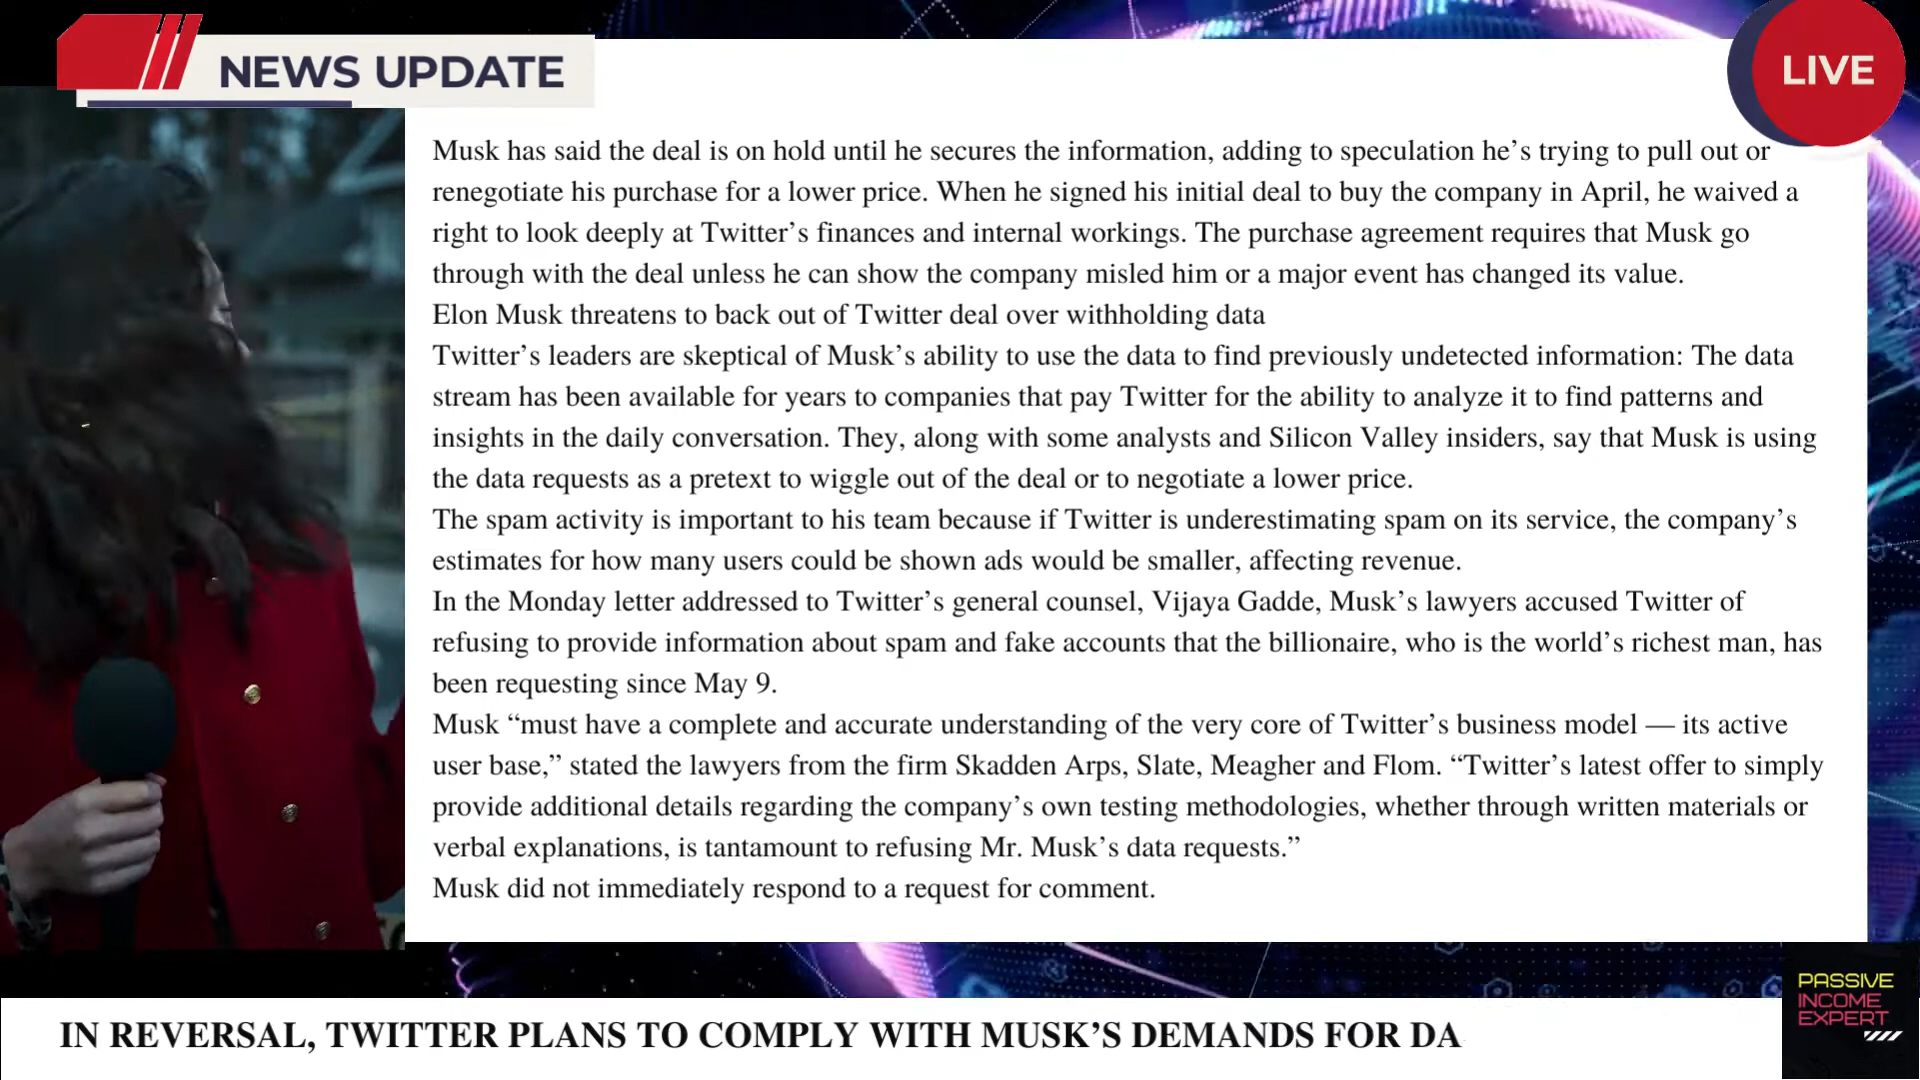 NEWS UPDATE
LIVE
Musk has said the deal is on hold until he secures the information, adding to speculation he’s trying to pull out or
renegotiate his purchase for a lower price. When he signed his initial deal to buy the company in April, he waived a
right to look deeply at Twitter’s finances and internal workings. The purchase agreement requires that Musk go
through with the deal unless he can show the company misled him or a major event has changed its value.
Elon Musk threatens to back out of Twitter deal over withholding data
Twitter’s leaders are skeptical of Musk’s ability to use the data to find previously undetected information: The data
stream has been available for years to companies that pay Twitter for the ability to analyze it to find patterns and
insights in the daily conversation. They, along with some analysts and Silicon Valley insiders, say that Musk is using
the data requests as a pretext to wiggle out of the deal or to negotiate a lower price.
The spam activity is important to his team because if Twitter is underestimating spam on its service, the company’s
estimates for how many users could be shown ads would be smaller, affecting revenue.
In the Monday letter addressed to Twitter’s general counsel, Vijaya Gadde, Musk’s lawyers accused Twitter of
refusing to provide information about spam and fake accounts that the billionaire, who is the world’s richest man, has
been requesting since May 9.
Musk “must have a complete and accurate understanding of the very core of Twitter’s business model — its active
user base,” stated the lawyers from the firm Skadden Arps, Slate, Meagher and Flom. “Twitter’s latest offer to simply
provide additional details regarding the company’s own testing methodologies, whether through written materials or
verbal explanations, is tantamount to refusing Mr. Musk’s data requests.”
Musk did not immediately respond to a request for comment.
IN REVERSAL, TWITTER PLANS TO COMPLY WITH MUSK’S DEMANDS FOR DA
PASSIVE
INCOME
EXPERT